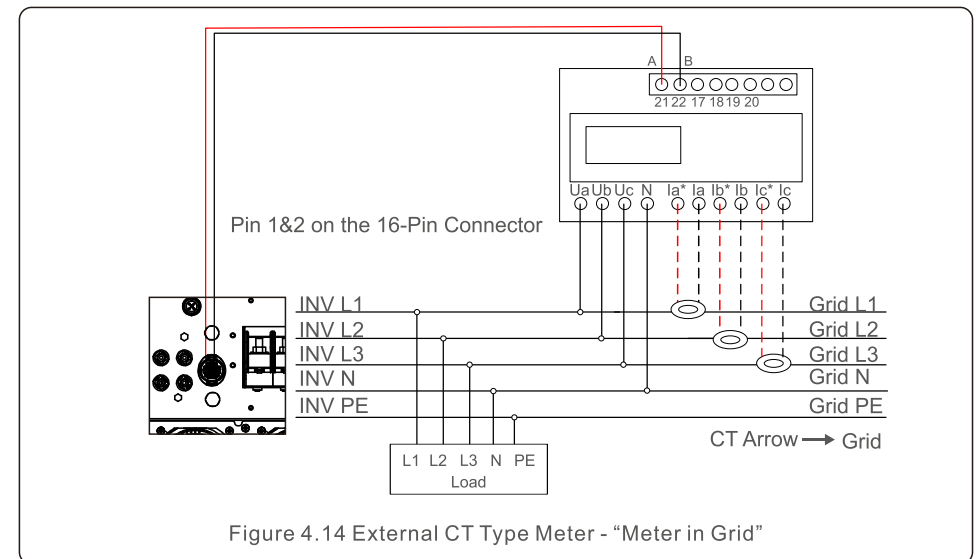 A B
21 22 17 18 19 20
Ua Ub Uc N Ia* Ia Ib* Ib Ic* Ic
Pin 1&2 on the 16-Pin Connector
INV L1 Grid L1
INV L2 Grid L2
INV L3 Grid L3
INV N Grid N
INV PE Grid PE
CT Arrow → Grid
L1 L2 L3 N PE
Load
Figure 4.14 External CT Type Meter - “Meter in Grid”